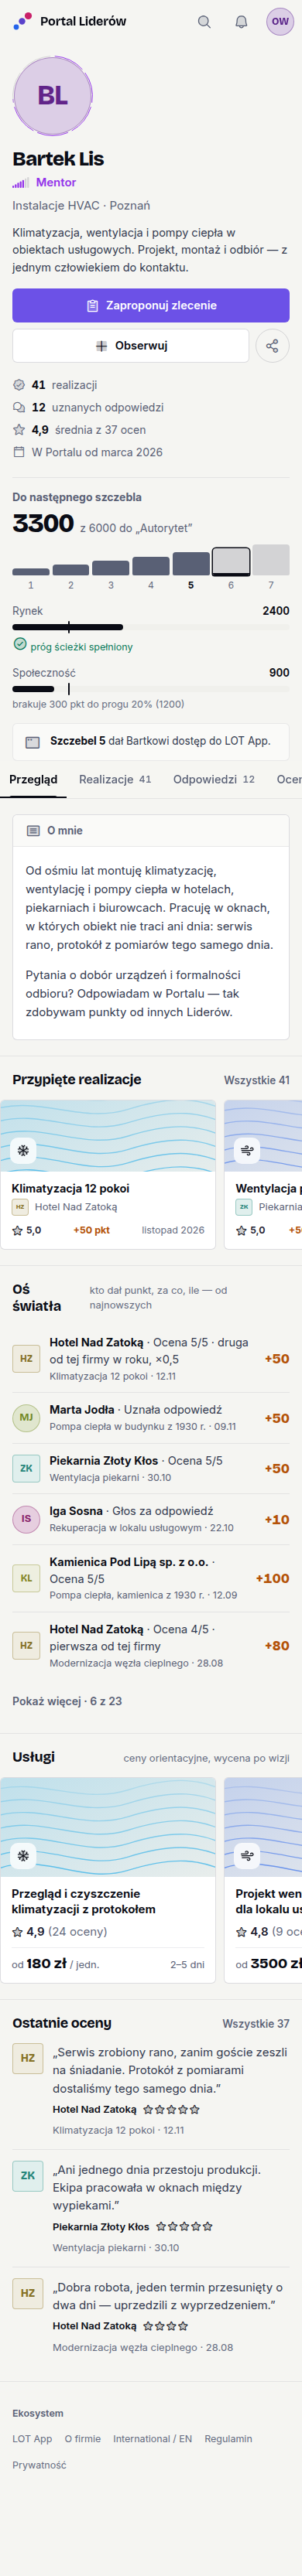 Portal Liderów
OW
BL
Bartek Lis
Mentor
Instalacje HVAC · Poznań
Klimatyzacja, wentylacja i pompy ciepła w
obiektach usługowych. Projekt, montaż i odbiór — z
jednym człowiekiem do kontaktu.
Zaproponuj zlecenie
Obserwuj
41 realizacji
12 uznanych odpowiedzi
4,9 średnia z 37 ocen
W Portalu od marca 2026
Do następnego szczebla
3300 z 6000 do „Autorytet”
1 2 3 4 5 6 7
Rynek 2400
próg ścieżki spełniony
Społeczność 900
brakuje 300 pkt do progu 20% (1200)
Szczebel 5 dał Bartkowi dostęp do LOT App.
Przegląd Realizacje 41 Odpowiedzi 12 Ocen
O mnie
Od ośmiu lat montuję klimatyzację,
wentylację i pompy ciepła w hotelach,
piekarniach i biurowcach. Pracuję w oknach,
w których obiekt nie traci ani dnia: serwis
rano, protokół z pomiarów tego samego dnia.
Pytania o dobór urządzeń i formalności
odbioru? Odpowiadam w Portalu — tak
zdobywam punkty od innych Liderów.
Przypięte realizacje Wszystkie 41
Klimatyzacja 12 pokoi
HZ Hotel Nad Zatoką
5,0 +50 pkt listopad 2026
Wentylacja p
ZK Piekarnia
5,0 +5
Oś
światła
kto dał punkt, za co, ile — od
najnowszych
HZ
Hotel Nad Zatoką · Ocena 5/5 · druga
od tej firmy w roku, ×0,5
Klimatyzacja 12 pokoi · 12.11
+50
MJ
Marta Jodła · Uznała odpowiedź
Pompa ciepła w budynku z 1930 r. · 09.11
+50
ZK
Piekarnia Złoty Kłos · Ocena 5/5
Wentylacja piekarni · 30.10
+50
IS
Iga Sosna · Głos za odpowiedź
Rekuperacja w lokalu usługowym · 22.10
+10
KL
Kamienica Pod Lipą sp. z o.o. ·
Ocena 5/5
Pompa ciepła, kamienica z 1930 r. · 12.09
+100
HZ
Hotel Nad Zatoką · Ocena 4/5 ·
pierwsza od tej firmy
Modernizacja węzła cieplnego · 28.08
+80
Pokaż więcej · 6 z 23
Usługi ceny orientacyjne, wycena po wizji
Przegląd i czyszczenie
klimatyzacji z protokołem
4,9 (24 oceny)
od 180 zł / jedn. 2–5 dni
Projekt wen
dla lokalu us
4,8 (9 oce
od 3500 zł
Ostatnie oceny Wszystkie 37
HZ
„Serwis zrobiony rano, zanim goście zeszli
na śniadanie. Protokół z pomiarami
dostaliśmy tego samego dnia.”
Hotel Nad Zatoką
Klimatyzacja 12 pokoi · 12.11
ZK
„Ani jednego dnia przestoju produkcji.
Ekipa pracowała w oknach między
wypiekami.”
Piekarnia Złoty Kłos
Wentylacja piekarni · 30.10
HZ
„Dobra robota, jeden termin przesunięty o
dwa dni — uprzedzili z wyprzedzeniem.”
Hotel Nad Zatoką
Modernizacja węzła cieplnego · 28.08
Ekosystem
LOT App O firmie International / EN Regulamin
Prywatność